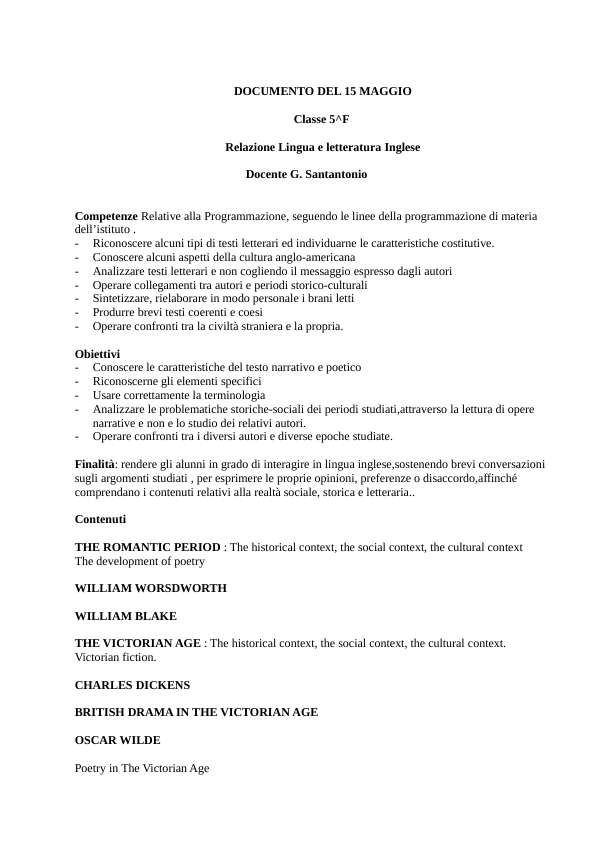 DOCUMENTO DEL 15 MAGGIO
Classe 5^F
Relazione Lingua e letteratura Inglese
Docente G. Santantonio
Competenze Relative alla Programmazione, seguendo le linee della programmazione di materia
dell’istituto .
- Riconoscere alcuni tipi di testi letterari ed individuarne le caratteristiche costitutive.
- Conoscere alcuni aspetti della cultura anglo-americana
- Analizzare testi letterari e non cogliendo il messaggio espresso dagli autori
- Operare collegamenti tra autori e periodi storico-culturali
- Sintetizzare, rielaborare in modo personale i brani letti
- Produrre brevi testi coerenti e coesi
- Operare confronti tra la civiltà straniera e la propria.
Obiettivi
- Conoscere le caratteristiche del testo narrativo e poetico
- Riconoscerne gli elementi specifici
- Usare correttamente la terminologia
- Analizzare le problematiche storiche-sociali dei periodi studiati,attraverso la lettura di opere
narrative e non e lo studio dei relativi autori.
- Operare confronti tra i diversi autori e diverse epoche studiate.
Finalità: rendere gli alunni in grado di interagire in lingua inglese,sostenendo brevi conversazioni
sugli argomenti studiati , per esprimere le proprie opinioni, preferenze o disaccordo,affinché
comprendano i contenuti relativi alla realtà sociale, storica e letteraria..
Contenuti
THE ROMANTIC PERIOD : The historical context, the social context, the cultural context
The development of poetry
WILLIAM WORSDWORTH
WILLIAM BLAKE
THE VICTORIAN AGE : The historical context, the social context, the cultural context.
Victorian fiction.
CHARLES DICKENS
BRITISH DRAMA IN THE VICTORIAN AGE
OSCAR WILDE
Poetry in The Victorian Age